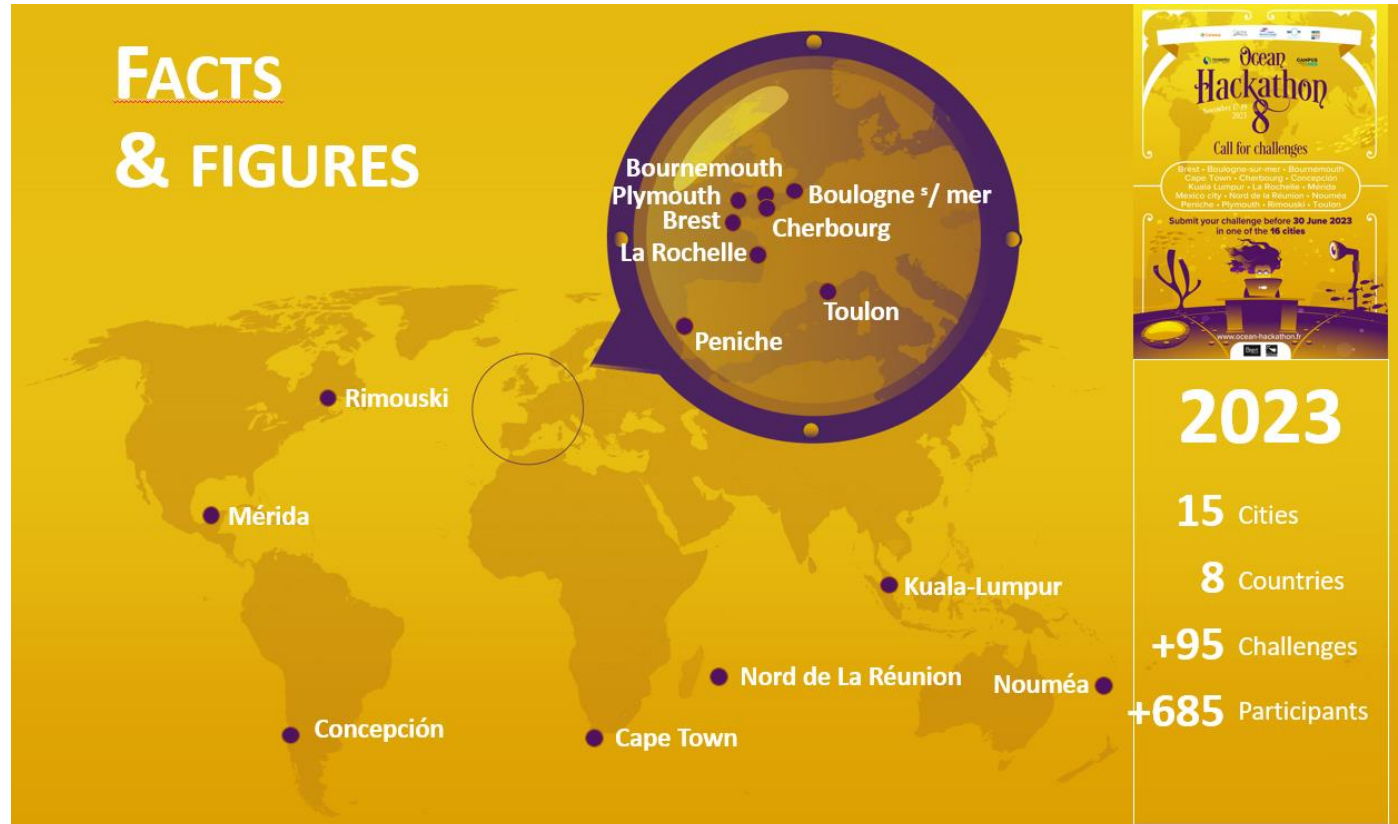 FACTS
& FIGURES
Bournemouth
Plymouth
Brest
La Rochelle
Boulogne s/ mer
Cherbourg
Toulon
Peniche
Rimouski
Mérida
Concepción
Cape Town
Nord de La Réunion
Kuala-Lumpur
Nouméa
Ocean
Hackathon
8
November 17-19
2023
Call for challenges
Brest • Boulogne-sur-mer • Bournemouth
Cape Town • Cherbourg • Concepción
Kuala Lumpur • La Rochelle • Mérida
Mexico city • Nord de la Réunion • Nouméa
Peniche • Plymouth • Rimouski • Toulon
Submit your challenge before 30 June 2023
in one of the 16 cities
www.ocean-hackathon.fr
2023
15 Cities
8 Countries
+95 Challenges
+685 Participants